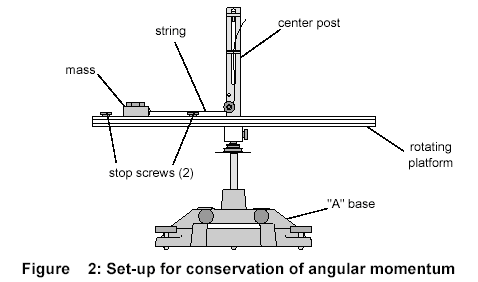 center post
string
mass
stop screws (2)
rotating
platform
"A" base
Figure 2: Set-up for conservation of angular momentum